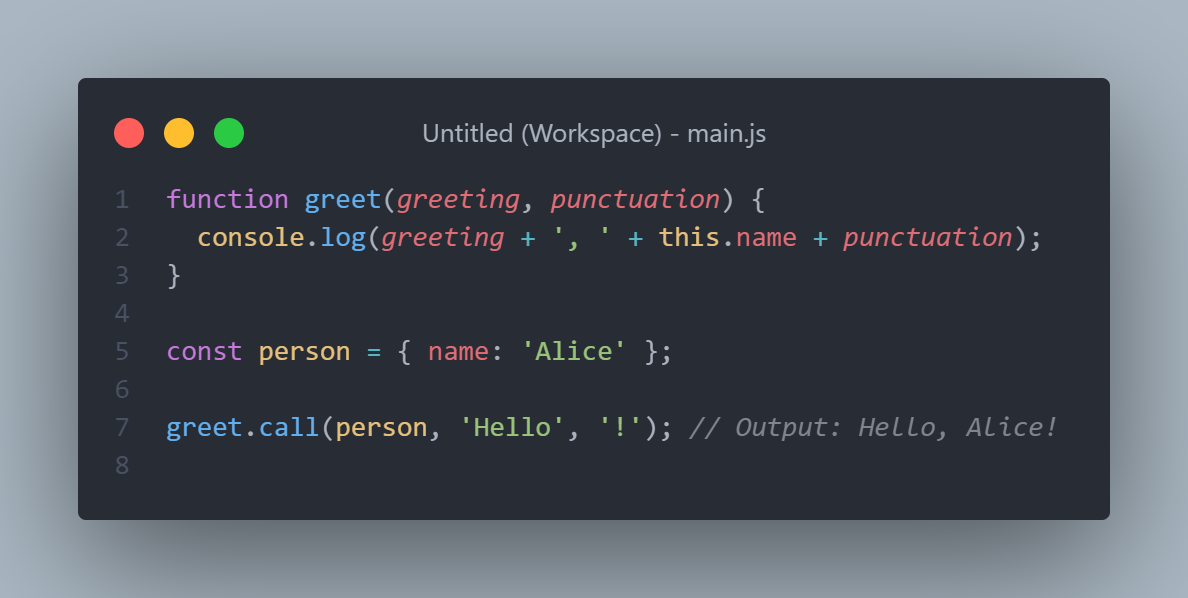 Untitled (Workspace) - main.js
1 function greet(greeting, punctuation) {
2   console.log(greeting + ', ' + this.name + punctuation);
3 }
4
5 const person = { name: 'Alice' };
6
7 greet.call(person, 'Hello', '!'); // Output: Hello, Alice!
8